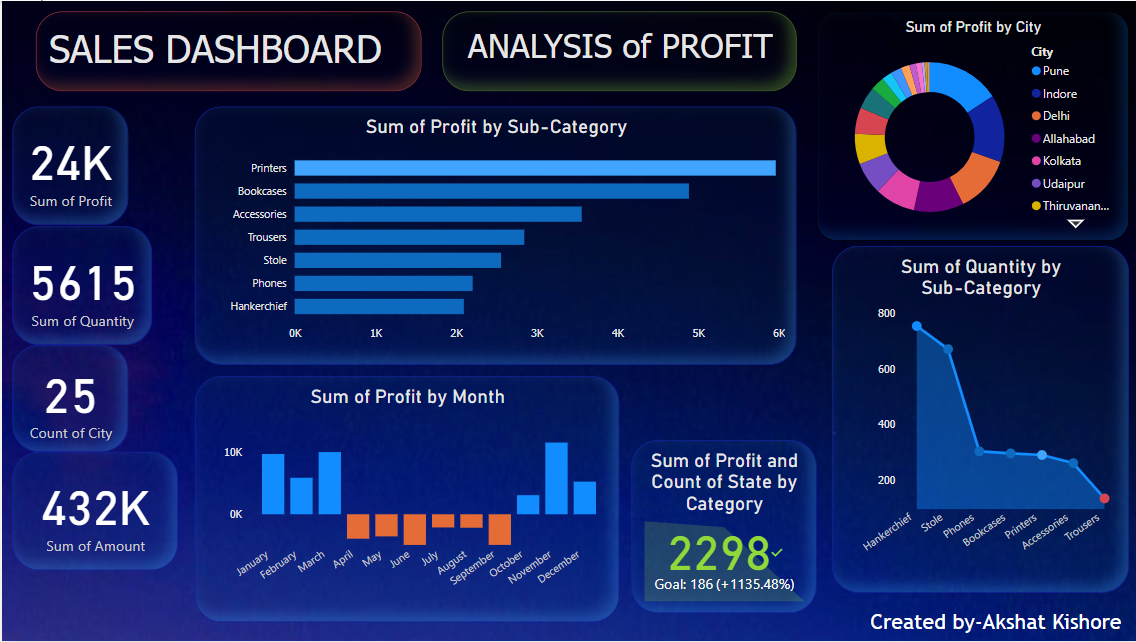 SALES DASHBOARD
ANALYSIS of PROFIT
24K
Sum of Profit
5615
Sum of Quantity
25
Count of City
432K
Sum of Amount
Sum of Profit by Sub-Category
Printers
Bookcases
Accessories
Trousers
Stole
Phones
Hankerchief
0K 1K 2K 3K 4K 5K 6K
Sum of Profit by City
City
Pune
Indore
Delhi
Allahabad
Kolkata
Udaipur
Thiruvanan...
Sum of Profit by Month
10K
0K
January February March April May June July August September October November December
Sum of Profit and
Count of State by
Category
2298
Goal: 186 (+1135.48%)
Sum of Quantity by
Sub-Category
800
600
400
200
Hankerchief Stole Phones Bookcases Printers Accessories Trousers
Created by-Akshat Kishore